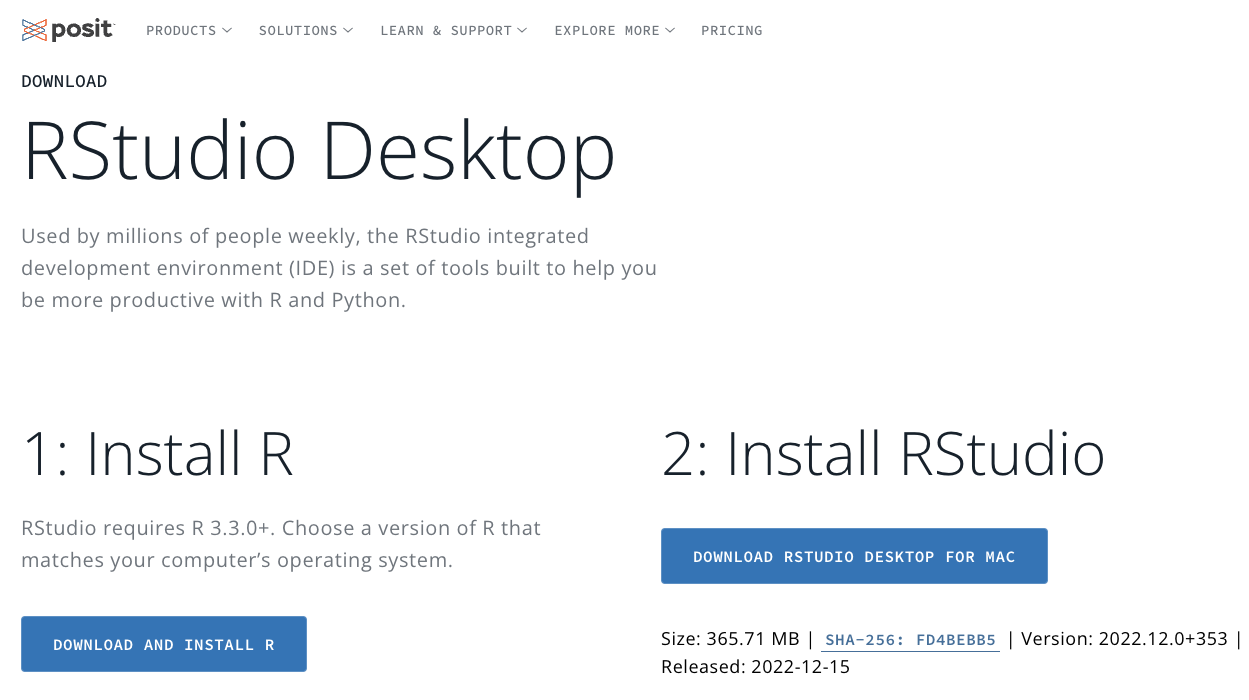 posit
PRODUCTS SOLUTIONS LEARN & SUPPORT EXPLORE MORE PRICING
DOWNLOAD
RStudio Desktop
Used by millions of people weekly, the RStudio integrated
development environment (IDE) is a set of tools built to help you
be more productive with R and Python.
1: Install R
RStudio requires R 3.3.0+. Choose a version of R that
matches your computer’s operating system.
DOWNLOAD AND INSTALL R
2: Install RStudio
DOWNLOAD RSTUDIO DESKTOP FOR MAC
Size: 365.71 MB | SHA-256: FD4BEBB5 | Version: 2022.12.0+353 |
Released: 2022-12-15